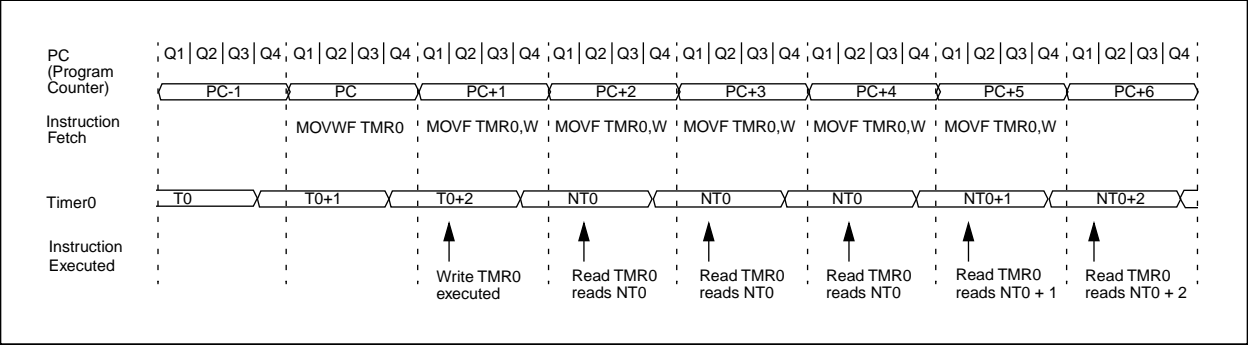 PC
(Program
Counter)
Q1 Q2 Q3 Q4 Q1 Q2 Q3 Q4 Q1 Q2 Q3 Q4 Q1 Q2 Q3 Q4 Q1 Q2 Q3 Q4 Q1 Q2 Q3 Q4 Q1 Q2 Q3 Q4 Q1 Q2 Q3 Q4
PC-1 PC PC+1 PC+2 PC+3 PC+4 PC+5 PC+6
Instruction
Fetch
MOVWF TMR0 MOVF TMR0,W MOVF TMR0,W MOVF TMR0,W MOVF TMR0,W MOVF TMR0,W
Timer0
T0 T0+1 T0+2 NT0 NT0 NT0 NT0+1 NT0+2
Instruction
Executed
Write TMR0
executed
Read TMR0
reads NT0
Read TMR0
reads NT0
Read TMR0
reads NT0
Read TMR0
reads NT0 + 1
Read TMR0
reads NT0 + 2